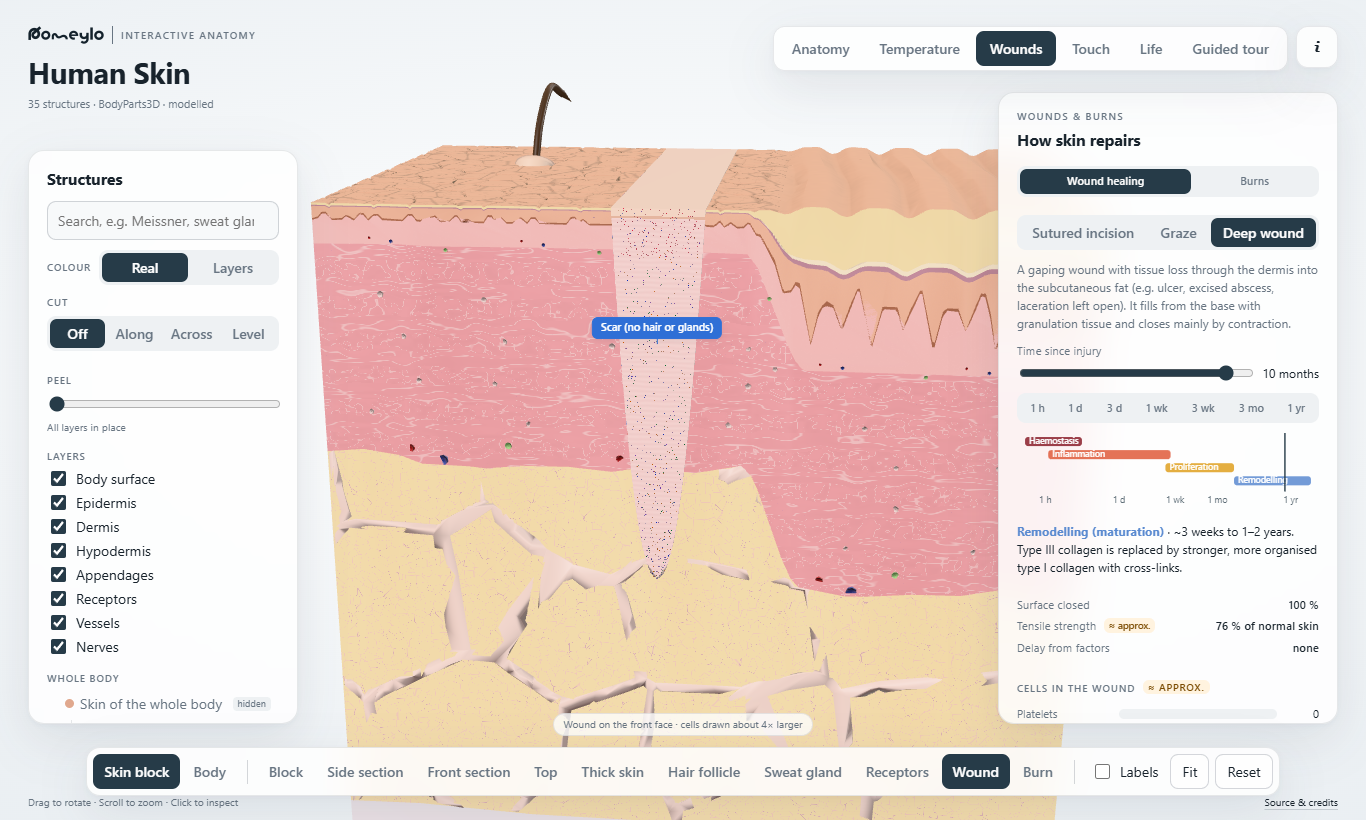 Pomeylo | INTERACTIVE ANATOMY
Human Skin
35 structures · BodyParts3D · modelled
Anatomy Temperature Wounds Touch Life Guided tour i
Structures
Search, e.g. Meissner, sweat glar
COLOUR Real Layers
CUT
Off Along Across Level
PEEL
All layers in place
LAYERS
Body surface
Epidermis
Dermis
Hypodermis
Appendages
Receptors
Vessels
Nerves
WHOLE BODY
Skin of the whole body hidden
Scar (no hair or glands)
Wound on the front face · cells drawn about 4× larger
WOUNDS & BURNS
How skin repairs
Wound healing Burns
Sutured incision Graze Deep wound
A gaping wound with tissue loss through the dermis into
the subcutaneous fat (e.g. ulcer, excised abscess,
laceration left open). It fills from the base with
granulation tissue and closes mainly by contraction.
Time since injury
10 months
1 h 1 d 3 d 1 wk 3 wk 3 mo 1 yr
Haemostasis
Inflammation
Proliferation
Remodelling
1 h 1 d 1 wk 1 mo 1 yr
Remodelling (maturation) · ~3 weeks to 1–2 years.
Type III collagen is replaced by stronger, more organised
type I collagen with cross-links.
Surface closed 100 %
Tensile strength ≈ approx. 76 % of normal skin
Delay from factors none
CELLS IN THE WOUND ≈ APPROX.
Platelets 0
Skin block Body Block Side section Front section Top Thick skin Hair follicle Sweat gland Receptors Wound Burn Labels Fit Reset
Drag to rotate · Scroll to zoom · Click to inspect
Source & credits